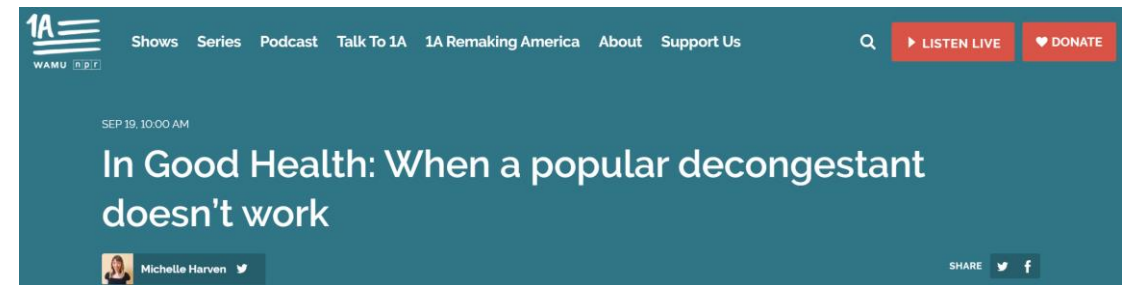 1A
WAMU npr
Shows Series Podcast Talk To 1A 1A Remaking America About Support Us LISTEN LIVE DONATE
SEP 19, 10:00 AM
In Good Health: When a popular decongestant
doesn't work
Michelle Harven
SHARE